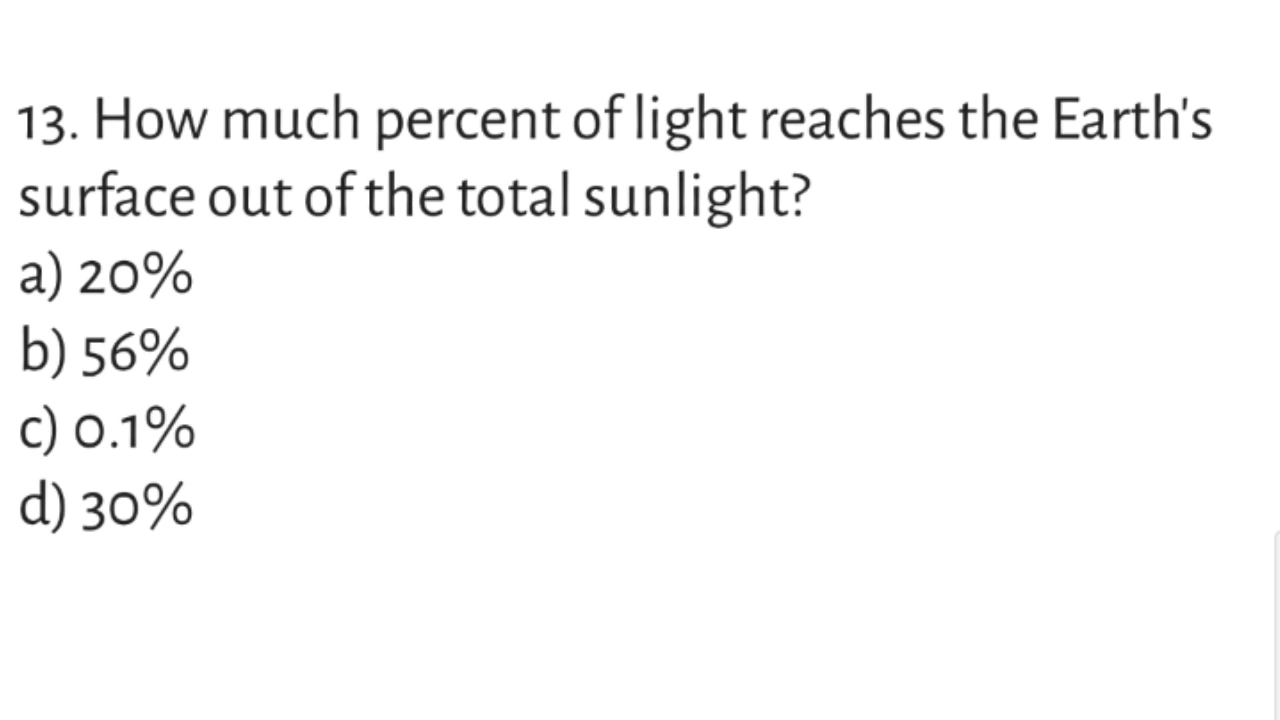 13. How much percent of light reaches the Earth's
surface out of the total sunlight?
a) 20%
b) 56%
c) 0.1%
d) 30%